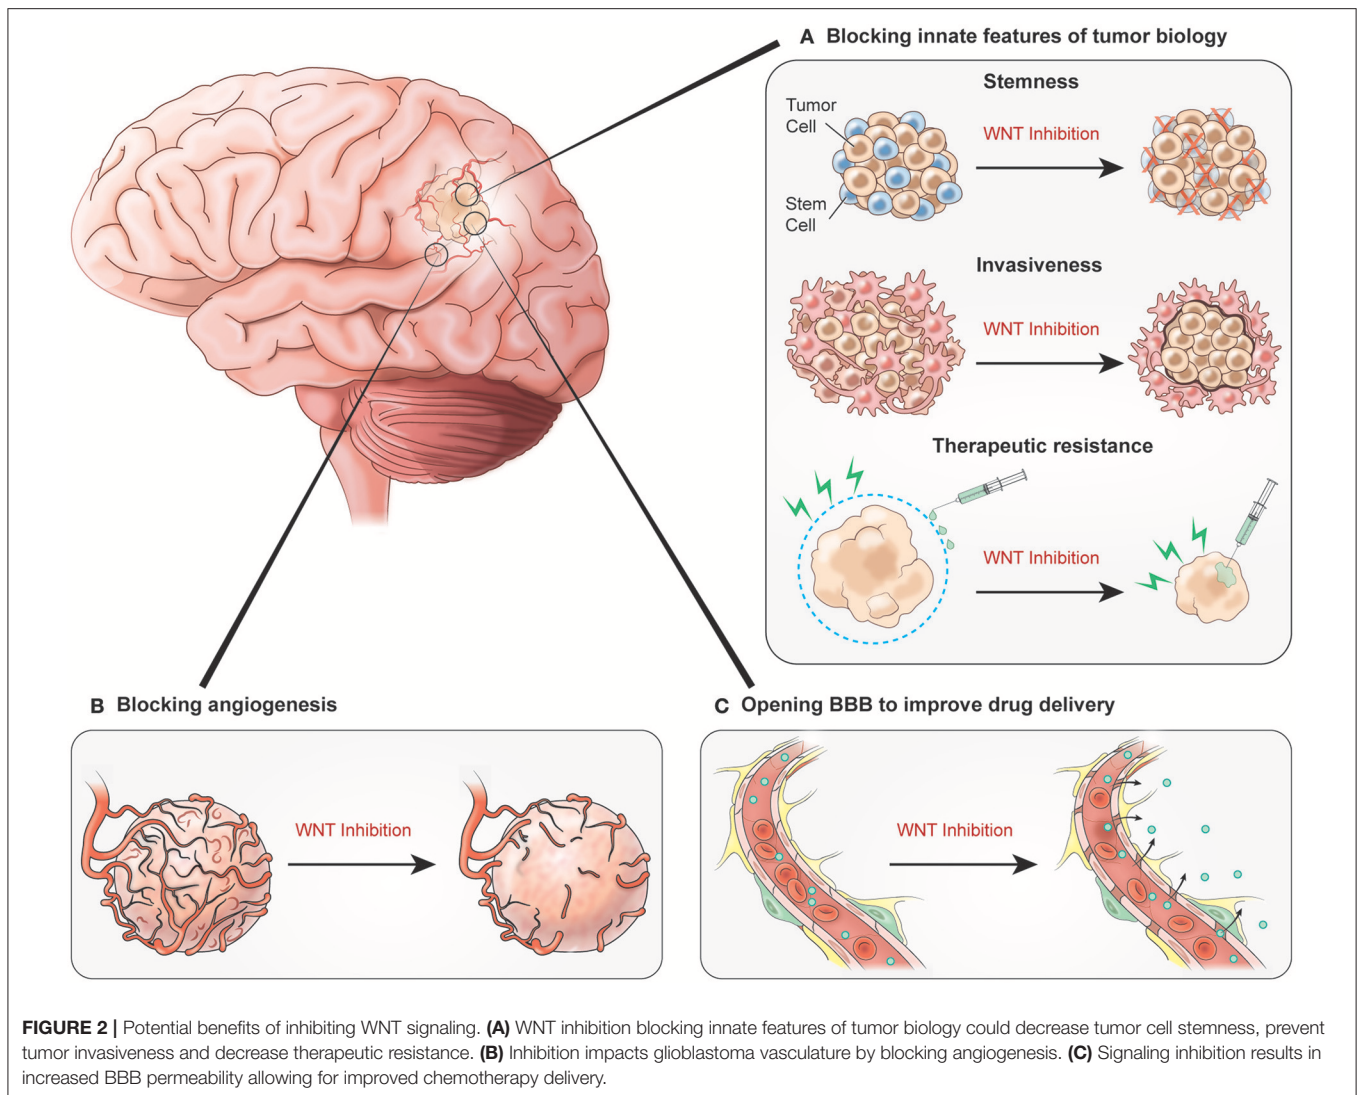 A Blocking innate features of tumor biology
Stemness
Tumor
Cell
WNT Inhibition
Stem
Cell
Invasiveness
WNT Inhibition
Therapeutic resistance
WNT Inhibition
B Blocking angiogenesis
WNT Inhibition
C Opening BBB to improve drug delivery
WNT Inhibition
FIGURE 2 | Potential benefits of inhibiting WNT signaling. (A) WNT inhibition blocking innate features of tumor biology could decrease tumor cell stemness, prevent
tumor invasiveness and decrease therapeutic resistance. (B) Inhibition impacts glioblastoma vasculature by blocking angiogenesis. (C) Signaling inhibition results in
increased BBB permeability allowing for improved chemotherapy delivery.